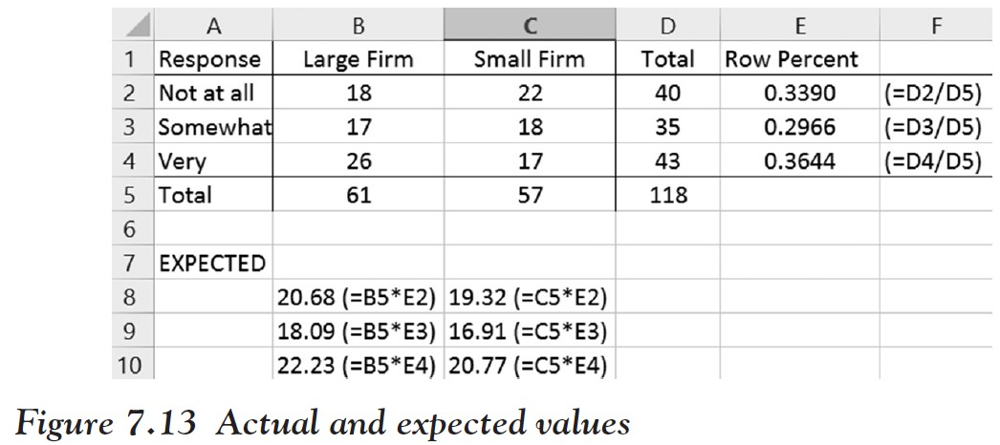 A B C D E F
1 Response Large Firm Small Firm Total Row Percent
2 Not at all 18 22 40 0.3390 (=D2/D5)
3 Somewhat 17 18 35 0.2966 (=D3/D5)
4 Very 26 17 43 0.3644 (=D4/D5)
5 Total 61 57 118
6
7 EXPECTED
8 20.68 (=B5*E2) 19.32 (=C5*E2)
9 18.09 (=B5*E3) 16.91 (=C5*E3)
10 22.23 (=B5*E4) 20.77 (=C5*E4)
Figure 7.13 Actual and expected values